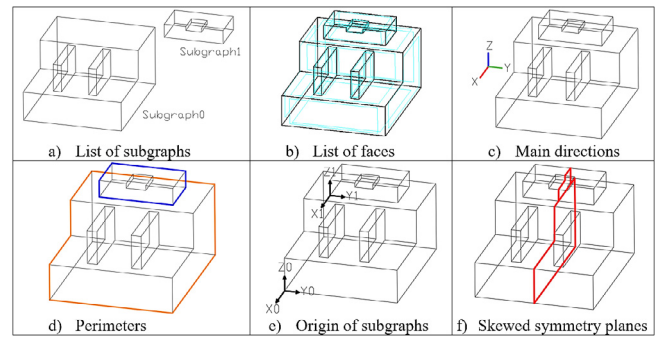 Subgraph1
Subgraph0
a) List of subgraphs
b) List of faces
Z
Y
X
c) Main directions
d) Perimeters
Y1
X1
Z0
Y0
X0
e) Origin of subgraphs
f) Skewed symmetry planes